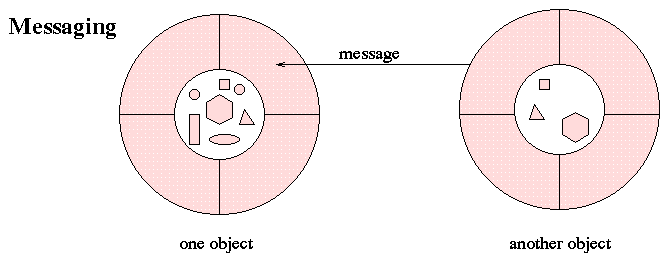 Messaging
message
one object
another object